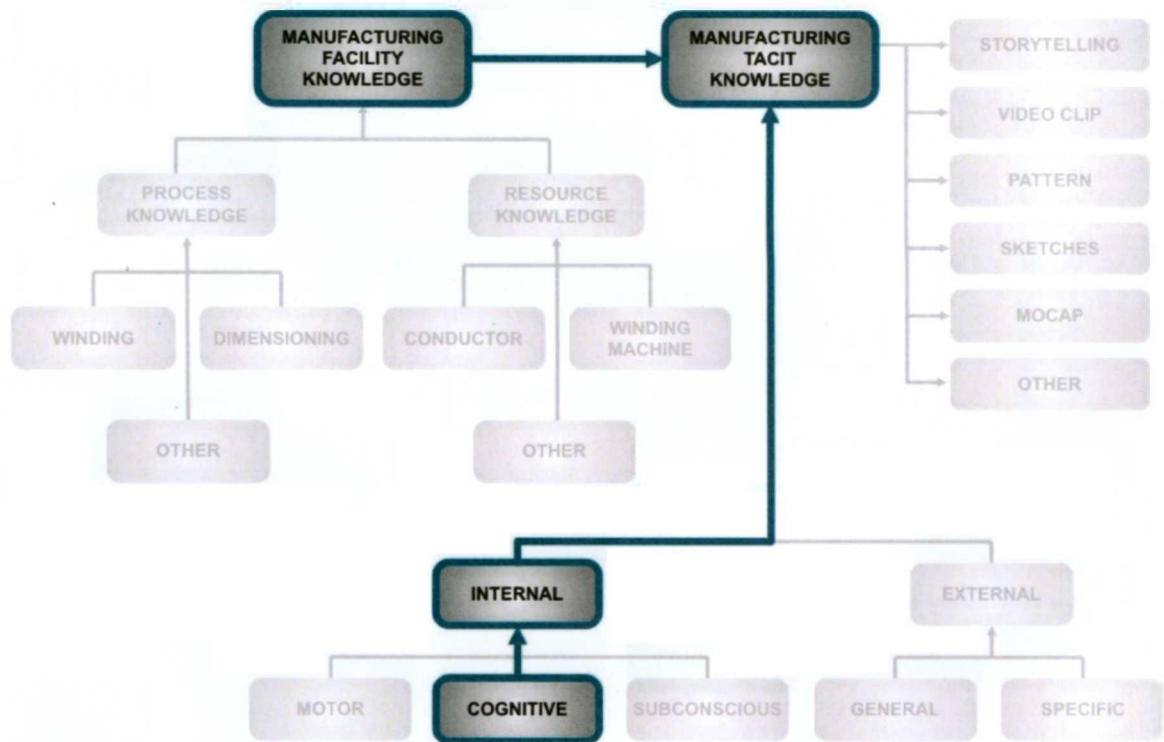 MANUFACTURING
FACILITY
KNOWLEDGE
MANUFACTURING
TACIT
KNOWLEDGE
STORYTELLING
VIDEO CLIP
PATTERN
SKETCHES
MOCAP
OTHER
PROCESS
KNOWLEDGE
RESOURCE
KNOWLEDGE
WINDING
DIMENSIONING
CONDUCTOR
WINDING
MACHINE
OTHER
OTHER
INTERNAL
EXTERNAL
MOTOR
COGNITIVE
SUBCONSCIOUS
GENERAL
SPECIFIC